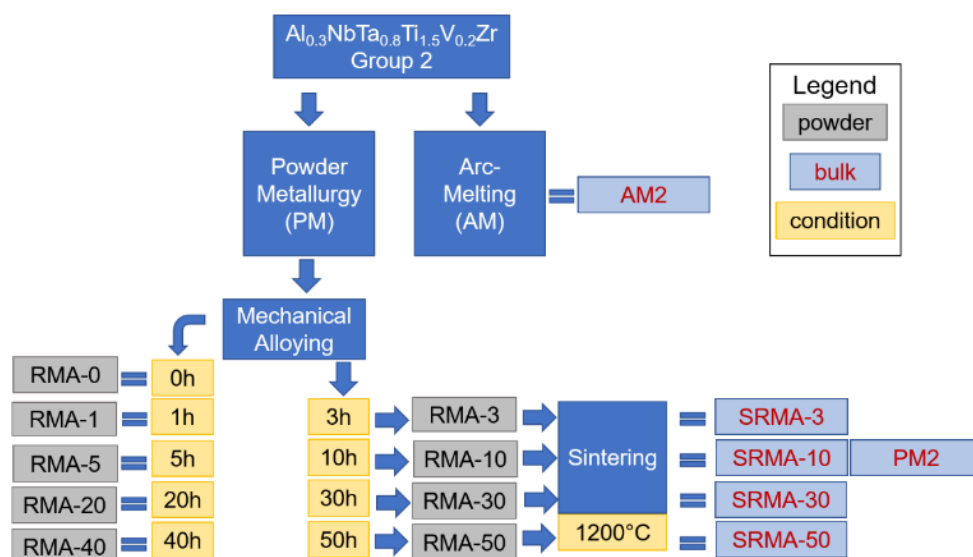 Al0.3NbTa0.8Ti1.5V0.2Zr
Group 2
Legend
powder
bulk
condition
Powder
Metallurgy
(PM)
Arc-
Melting
(AM)
AM2
Mechanical
Alloying
RMA-0
0h
RMA-1
1h
RMA-5
5h
RMA-20
20h
RMA-40
40h
3h
RMA-3
SRMA-3
10h
RMA-10
Sintering
SRMA-10
PM2
30h
RMA-30
SRMA-30
50h
RMA-50
1200°C
SRMA-50